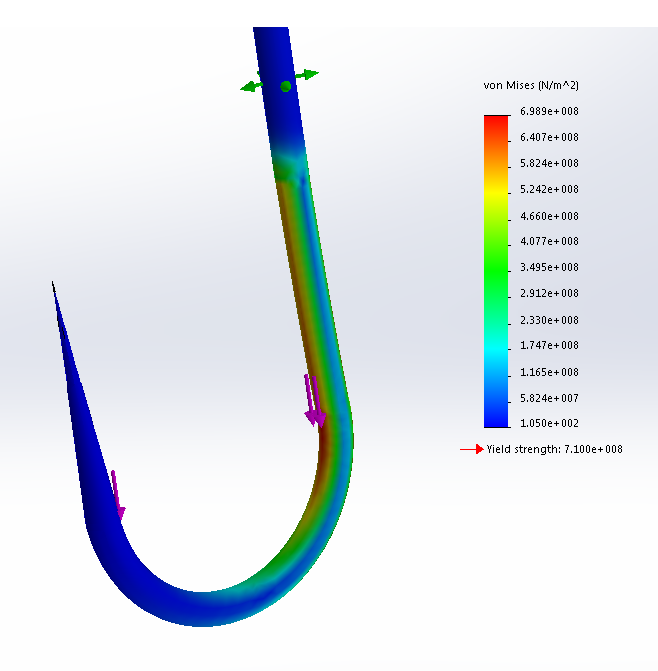 von Mises (N/m^2)
6.989e+008
6.407e+008
5.824e+008
5.242e+008
4.660e+008
4.077e+008
3.495e+008
2.912e+008
2.330e+008
1.747e+008
1.165e+008
5.824e+007
1.050e+002
Yield strength: 7.100e+008